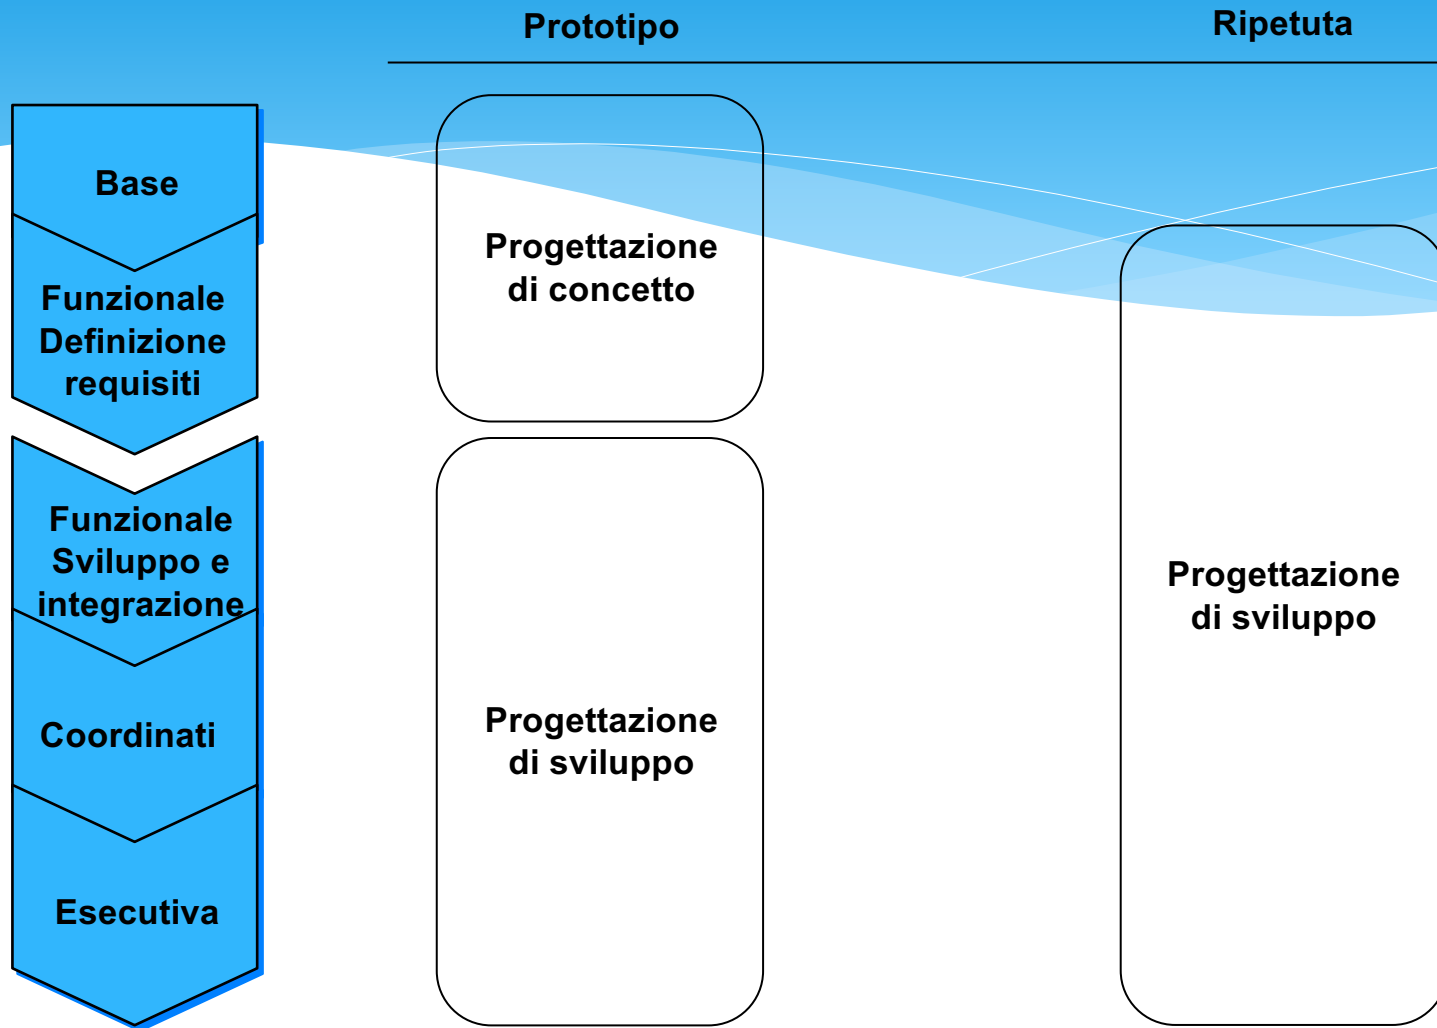 Prototipo
Ripetuta
Base
Progettazione
di concetto
Funzionale
Definizione
requisiti
Funzionale
Sviluppo e
integrazione
Progettazione
di sviluppo
Coordinati
Progettazione
di sviluppo
Esecutiva